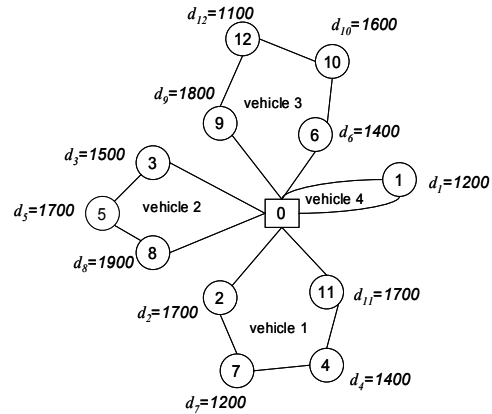 d12=1100
d10=1600
12
10
d9=1800
vehicle 3
9
6
d6=1400
d3=1500
3
1
d1=1200
d5=1700
5
vehicle 2
0
vehicle 4
8
d8=1900
2
11
d11=1700
d2=1700
vehicle 1
7
4
d4=1400
d7=1200